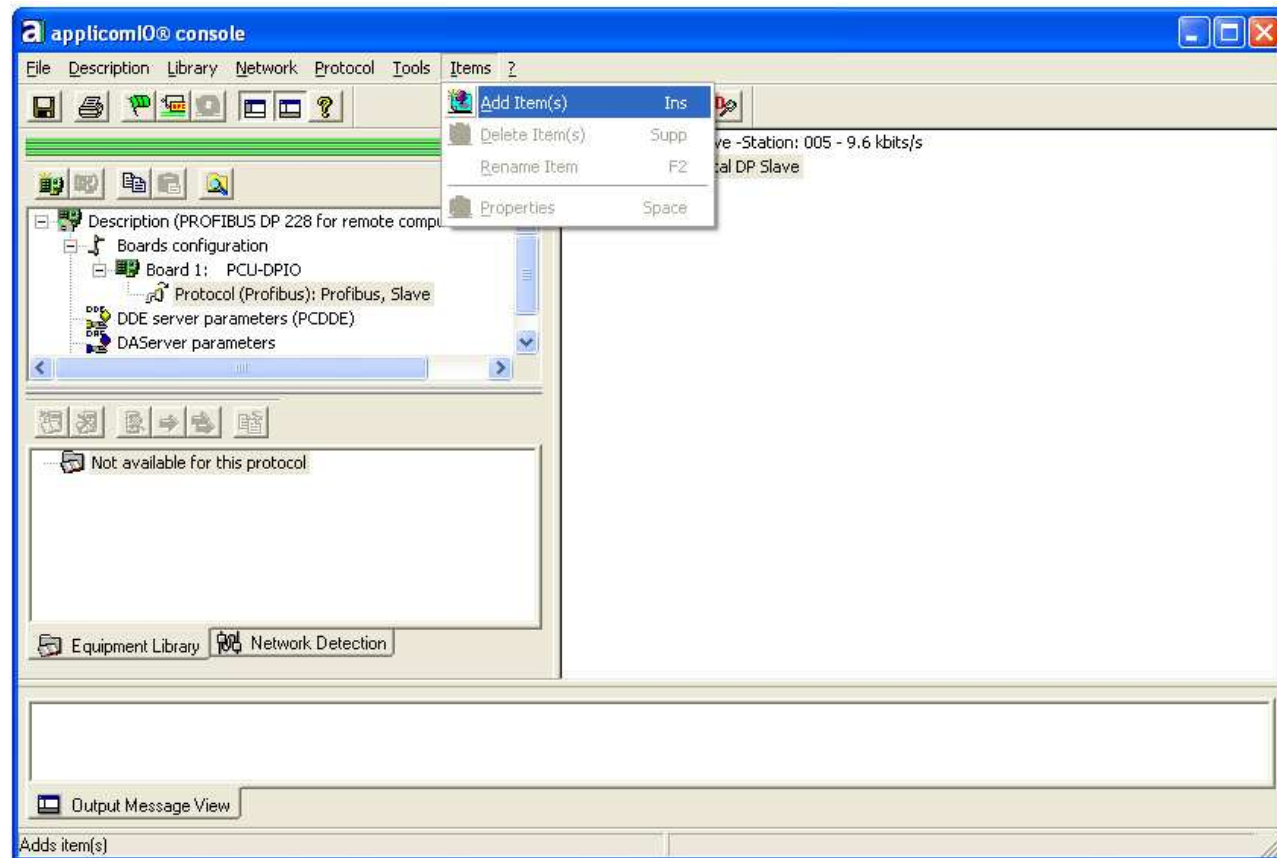 applicomIO® console
File Description Library Network Protocol Tools Items ?
Add Item(s) Ins
Delete Item(s) Supp
Rename Item F2
Properties Space
-Station: 005 - 9.6 kbits/s
DP Slave
Description (PROFIBUS DP 228 for remote
Boards configuration
Board 1: PCU-DPIO
Protocol (Profibus): Profibus, Slave
DDE server parameters (PCDDE)
DAServer parameters
Not available for this protocol
Equipment Library Network Detection
Output Message View
Adds item(s)